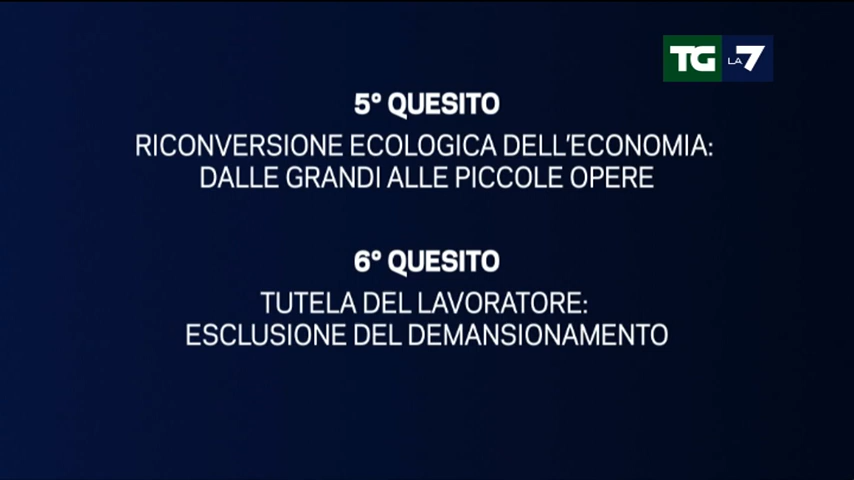 TG LA7
5° QUESITO
RICONVERSIONE ECOLOGICA DELL'ECONOMIA:
DALLE GRANDI ALLE PICCOLE OPERE
6° QUESITO
TUTELA DEL LAVORATORE:
ESCLUSIONE DEL DEMANSIONAMENTO